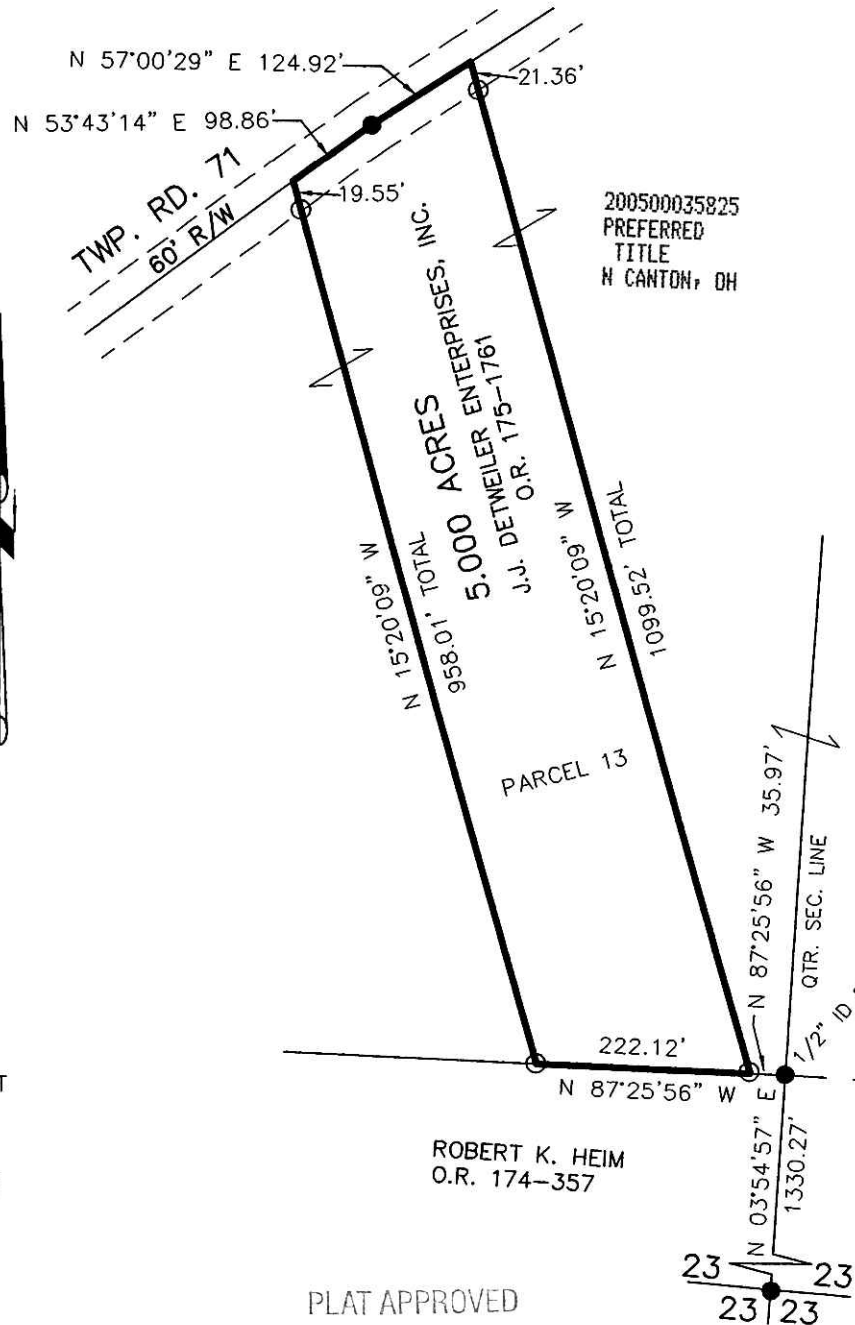 N 57°00'29" E 124.92'
21.36'
N 53°43'14" E 98.86'
19.55'
TWP. RD. 71
60' R/W
200500035825
PREFERRED
TITLE
N CANTON, OH
5.000 ACRES
J.J. DETWEILER ENTERPRISES, INC.
O.R. 175-1761
N 15°20'09" W
958.01' TOTAL
N 15°20'09" W
1099.52' TOTAL
PARCEL 13
N 87°25'56" W 35.97'
QTR. SEC. LINE
1/2" ID
222.12'
N 87°25'56" W
T
N 03°54'57" E
1330.27'
ROBERT K. HEIM
O.R. 174-357
23 23
23 23
PLAT APPROVED